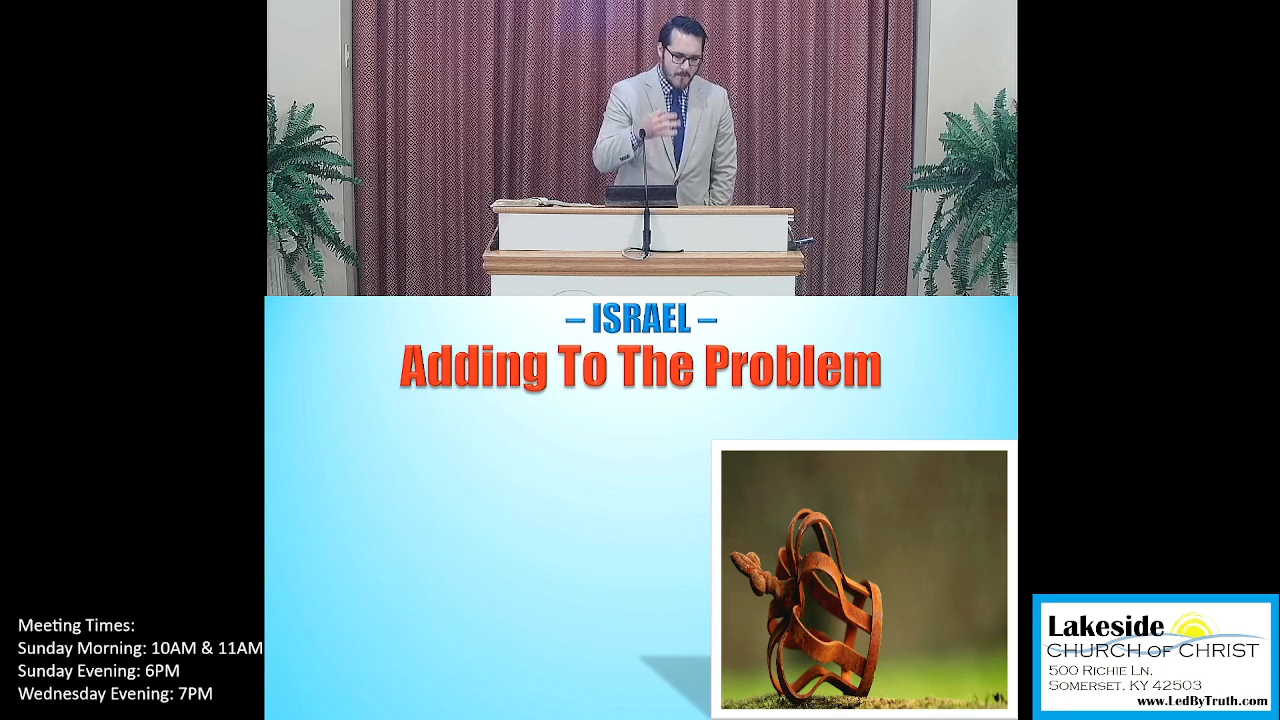 – ISRAEL –
Adding To The Problem
Meeting Times:
Sunday Morning: 10AM & 11AM
Sunday Evening: 6PM
Wednesday Evening: 7PM
Lakeside
CHURCH OF CHRIST
500 RICHIE LN.
SOMERSET, KY 42503
www.LedByTruth.com